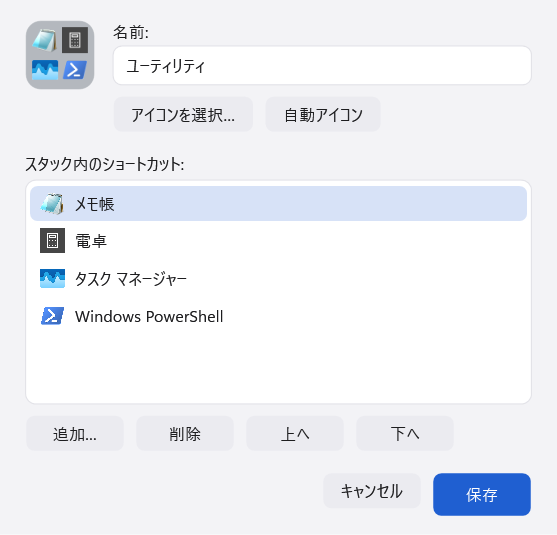 名前:
ユーティリティ
アイコンを選択...
自動アイコン
スタック内のショートカット:
メモ帳
電卓
タスク マネージャー
Windows PowerShell
追加...
削除
上へ
下へ
キャンセル
保存